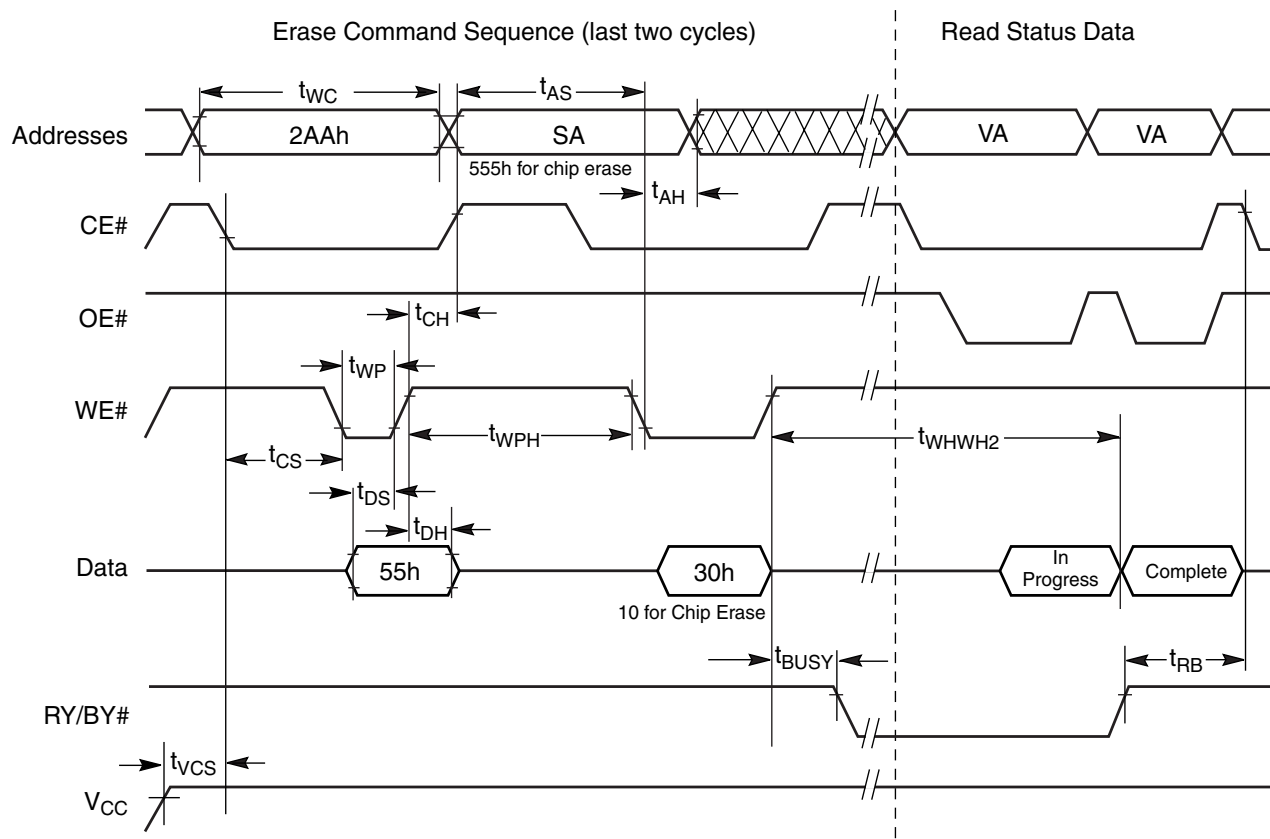 Erase Command Sequence (last two cycles)
Read Status Data
tWC
tAS
Addresses
2AAh
SA
VA
VA
555h for chip erase
tAH
CE#
OE#
tCH
tWP
WE#
tWPH
tWHWH2
tCS
tDS
tDH
Data
55h
30h
In
Progress
Complete
10 for Chip Erase
tBUSY
tRB
RY/BY#
tVCS
VCC